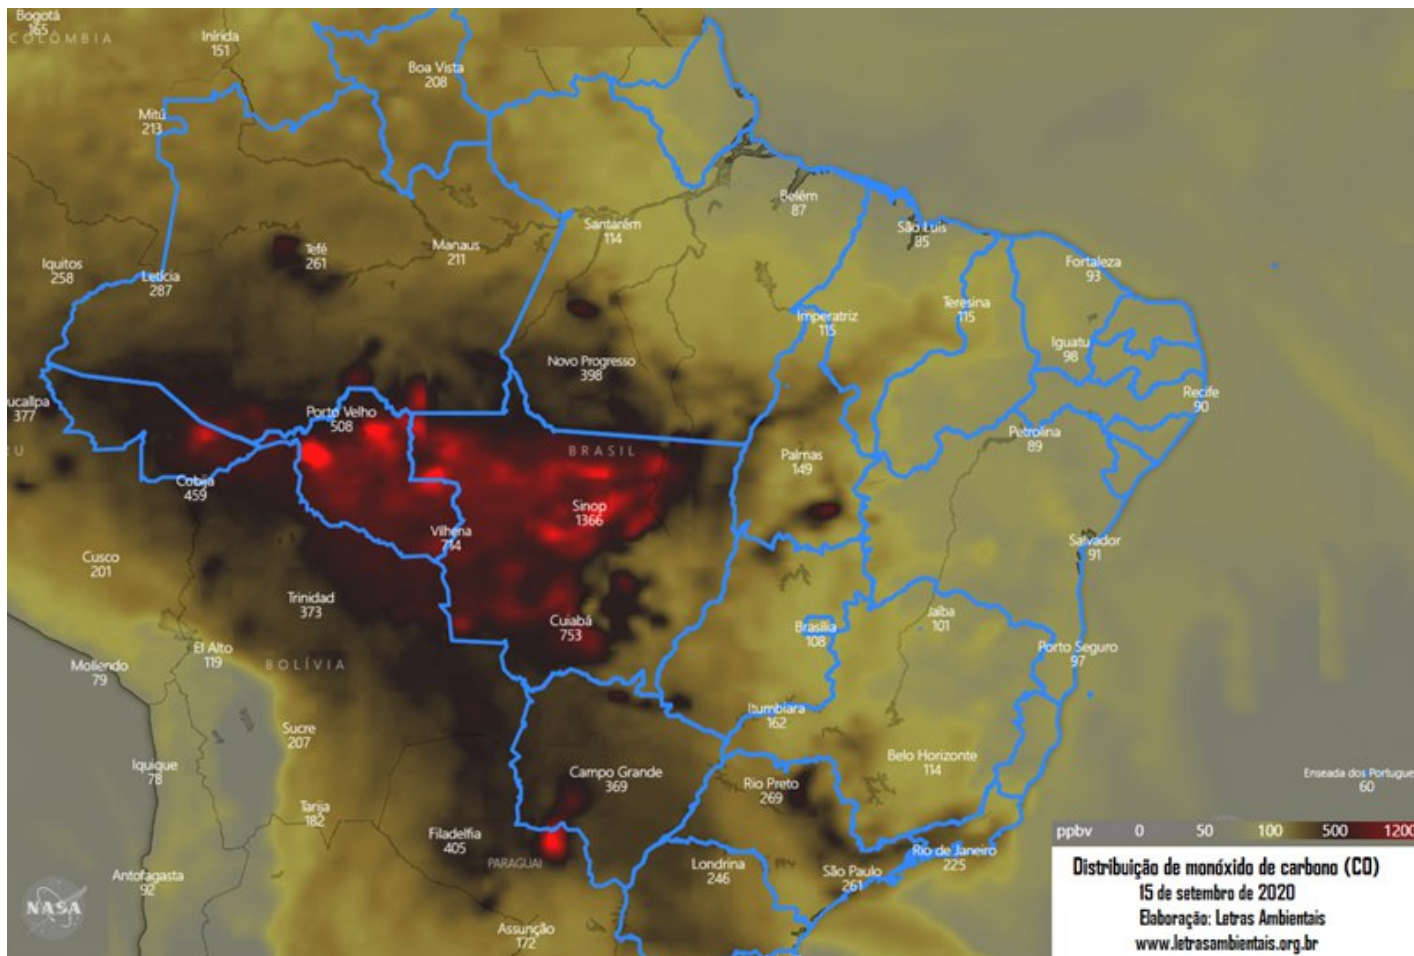 Bogotá
165
COLÔMBIA
Inírida
151
Boa Vista
208
Mitú
213
Belém
87
Santarém
114
São Luís
85
Tefé
261
Manaus
211
Iquitos
258
Letícia
287
Fortaleza
93
Imperatriz
115
Teresina
115
Iguatu
98
Novo Progresso
398
Recife
90
ucallpa
377
Porto Velho
508
Petrolina
89
RU
BRASIL
Palmas
149
Cobija
459
Sinop
1366
Vilhena
714
Salvador
91
Cusco
201
Trinidad
373
Cuiabá
753
Brasília
108
Jaíba
101
El Alto
119
BOLÍVIA
Mollendo
79
Porto Seguro
97
Itumbiara
162
Sucre
207
Iquique
78
Belo Horizonte
114
Campo Grande
369
Rio Preto
269
Enseada dos Portugue
60
Tarija
182
Filadelfia
405
PARAGUAI
ppbv 0 50 100 500 1200
Rio de Janeiro
225
Londrina
246
São Paulo
261
Antofagasta
92
NASA
Assunção
172
Distribuição de monóxido de carbono (CO)
15 de setembro de 2020
Elaboração: Letras Ambientais
www.letrasambientais.org.br